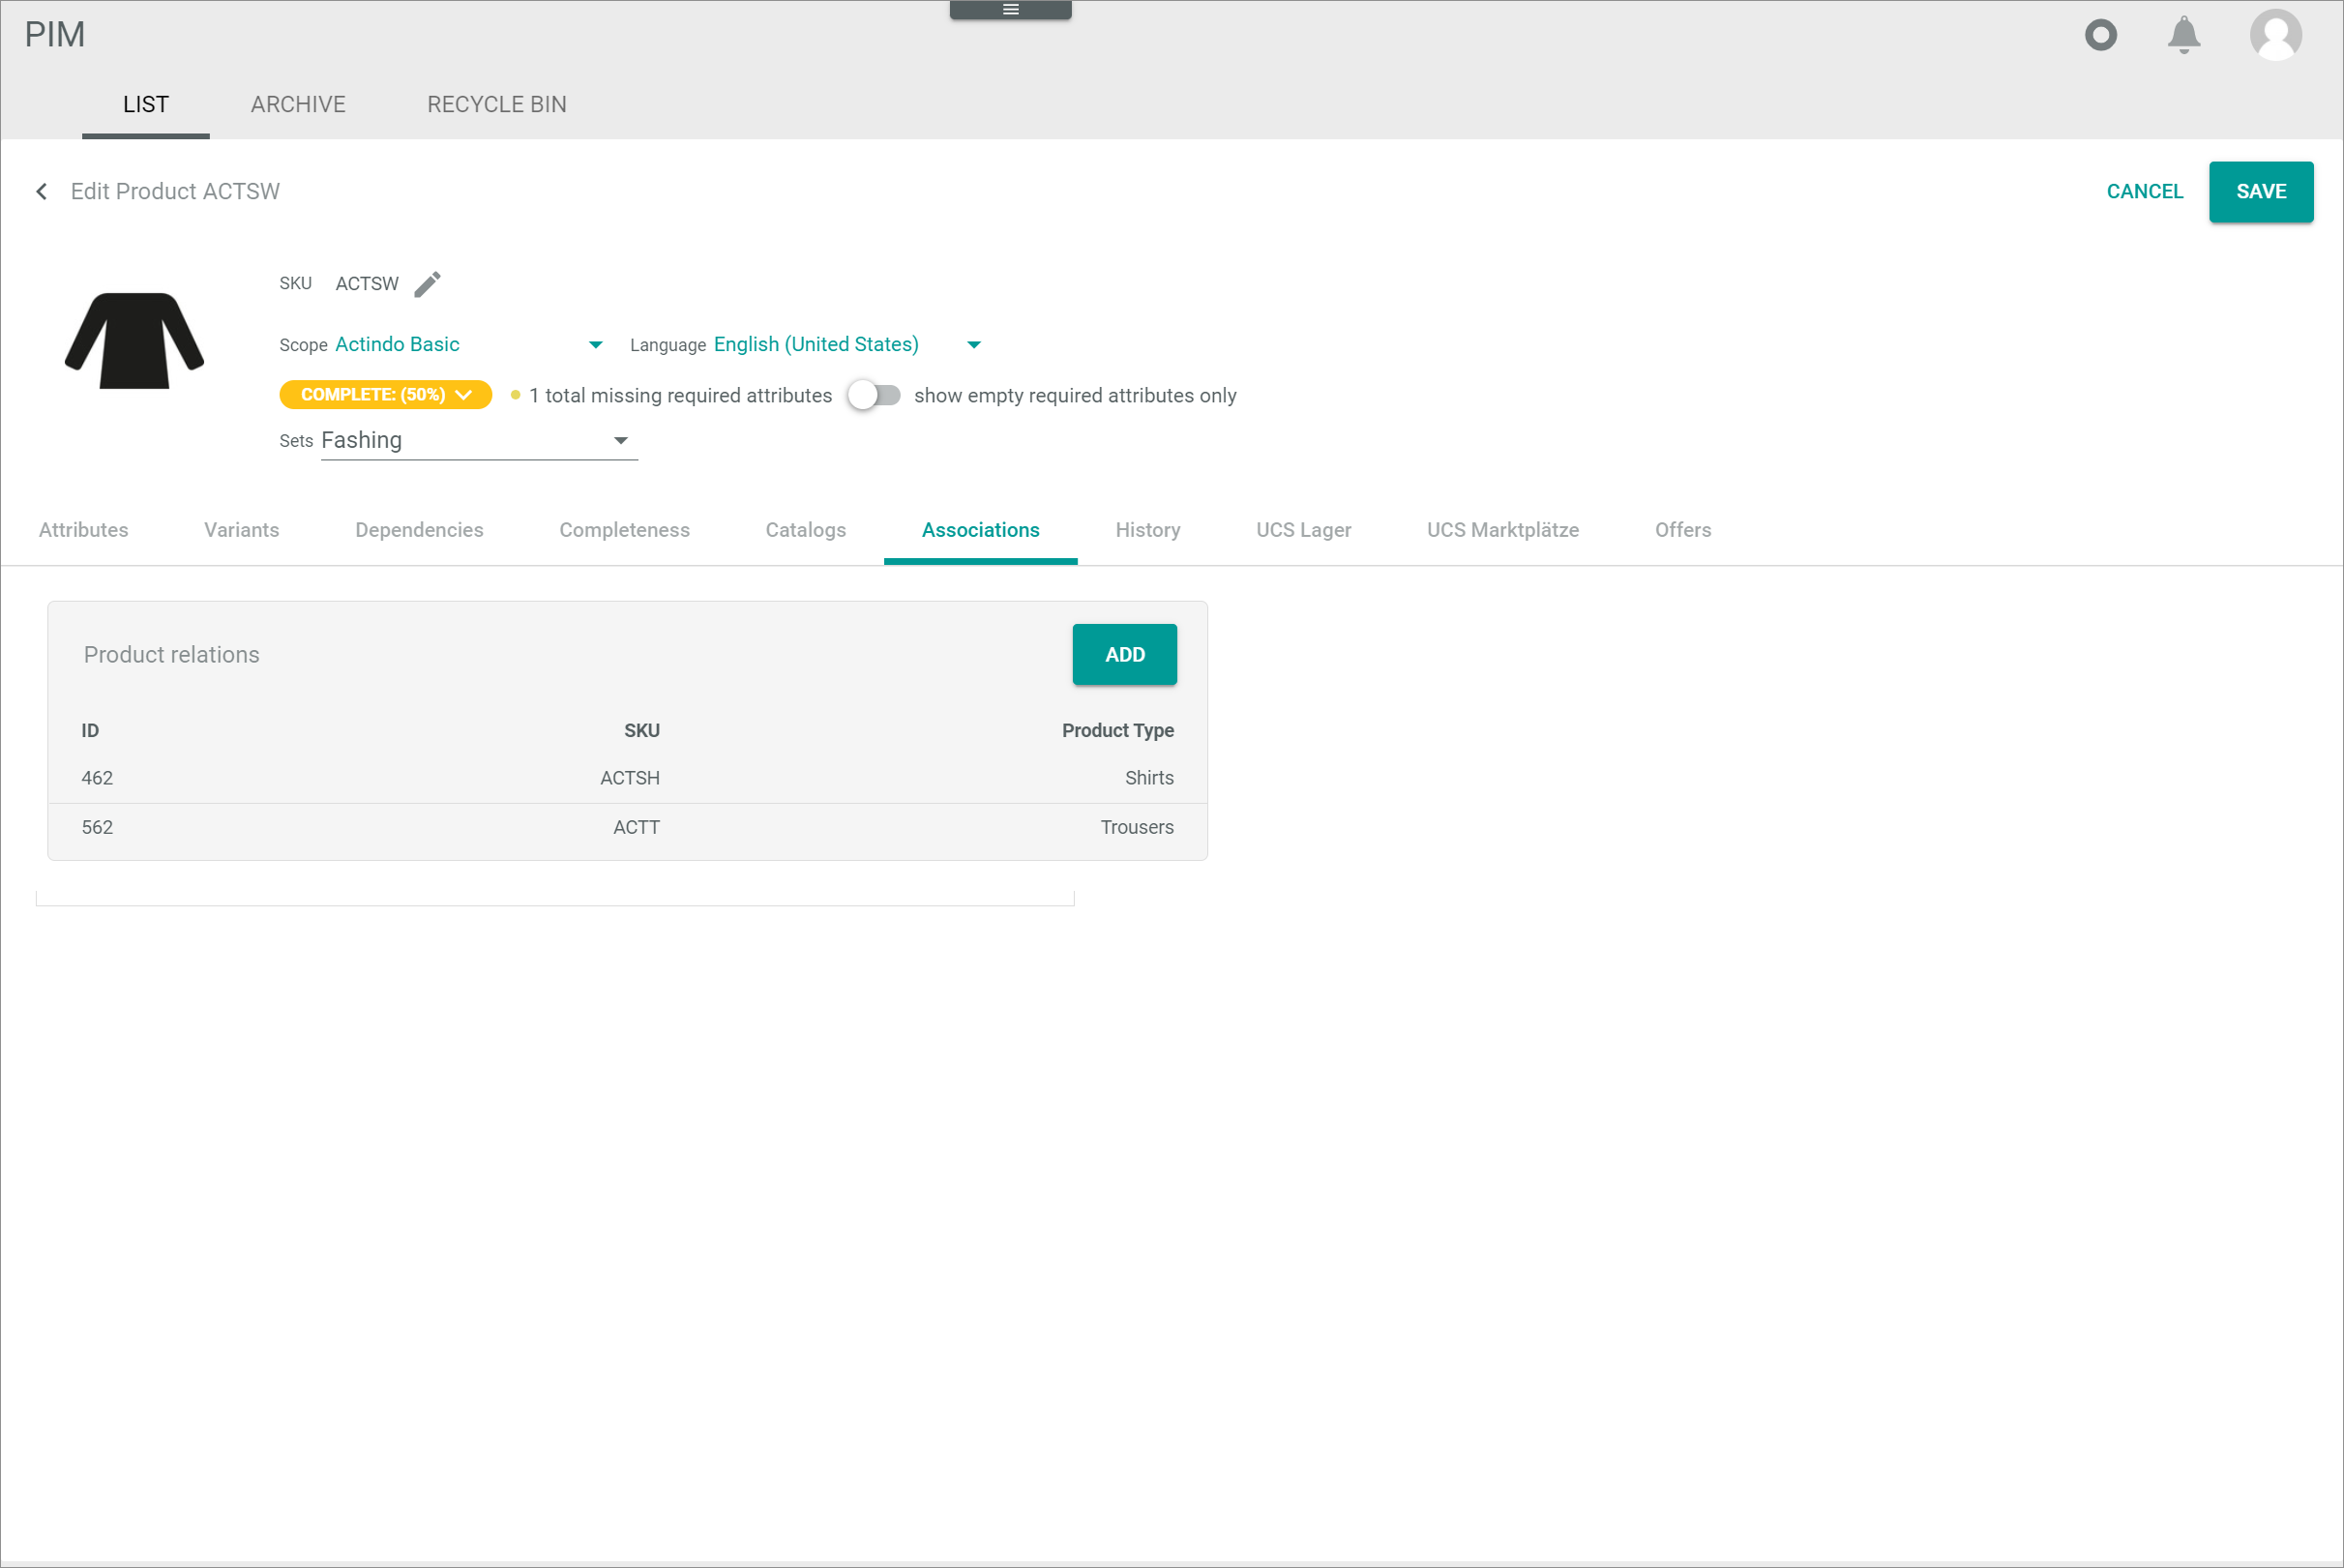 PIM
LIST ARCHIVE RECYCLE BIN
Edit Product ACTSW CANCEL SAVE
SKU ACTSW
Scope Actindo Basic Language English (United States)
COMPLETE: (50%) 1 total missing required attributes show empty required attributes only
Sets Fashing
Attributes Variants Dependencies Completeness Catalogs Associations History UCS Lager UCS Marktplätze Offers
Product relations ADD
ID SKU Product Type
462 ACTSH Shirts
562 ACTT Trousers